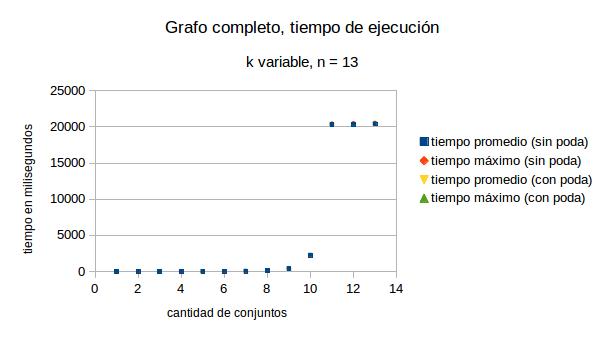 Grafo completo, tiempo de ejecución
k variable, n = 13
25000
20000
15000
10000
5000
0
0 2 4 6 8 10 12 14
tiempo en milisegundos
cantidad de conjuntos
tiempo promedio (sin poda)
tiempo máximo (sin poda)
tiempo promedio (con poda)
tiempo máximo (con poda)